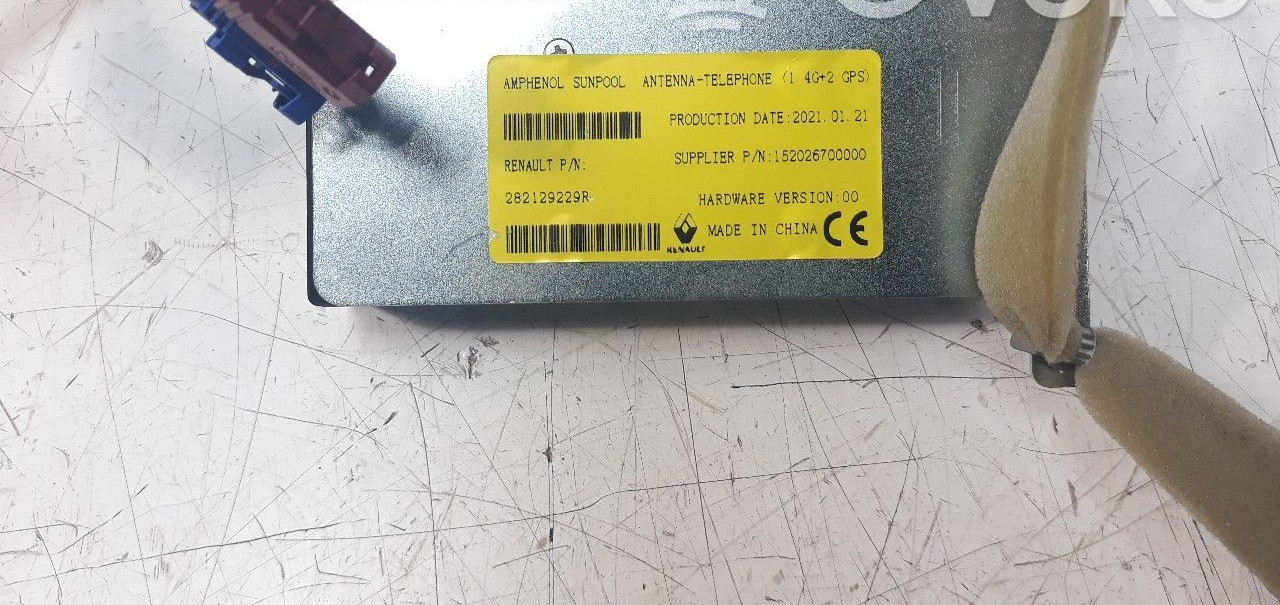 AMPHENOL SUNPOOL ANTENNA-TELEPHONE (1 4G+2 GPS)
PRODUCTION DATE:2021.01.21
RENAULT P/N:
SUPPLIER P/N:152026700000
282129229R
HARDWARE VERSION:00
RENAULT
MADE IN CHINA CE